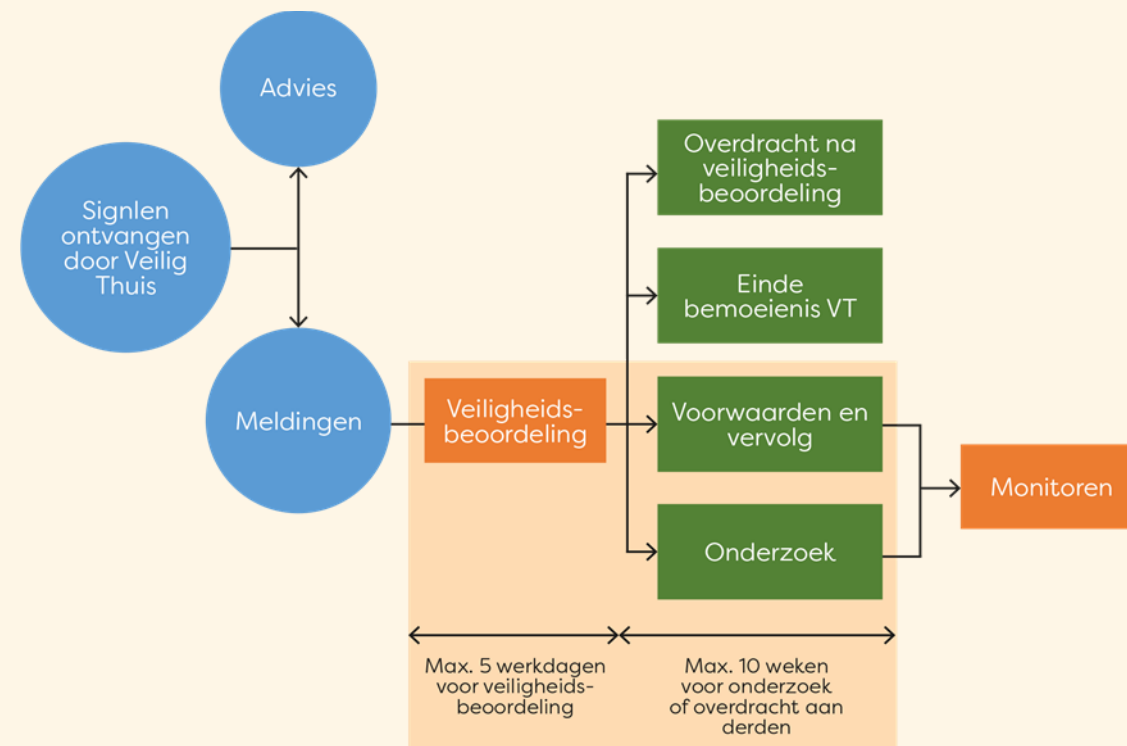 Advies
Signlen
ontvangen
door Veilig
Thuis
Meldingen
Veiligheids-
beoordeling
Overdracht na
veiligheids-
beoordeling
Einde
bemoeienis VT
Voorwaarden en
vervolg
Onderzoek
Monitoren
Max. 5 werkdagen
voor veiligheids-
beoordeling
Max. 10 weken
voor onderzoek
of overdracht aan
derden